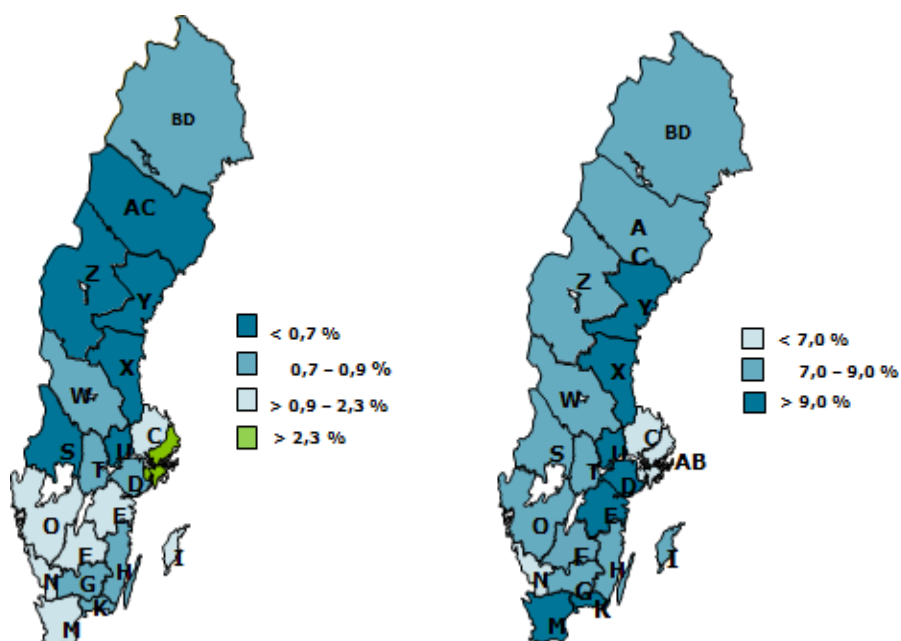 BD
AC
Z
Y
X
W
C
S
U
T
D
E
O
F
I
N
G
H
K
M
< 0,7 %
0,7 – 0,9 %
> 0,9 – 2,3 %
> 2,3 %
BD
A
C
Z
Y
X
W
C
S
U
T
AB
D
E
O
F
I
N
G
H
K
M
< 7,0 %
7,0 – 9,0 %
> 9,0 %